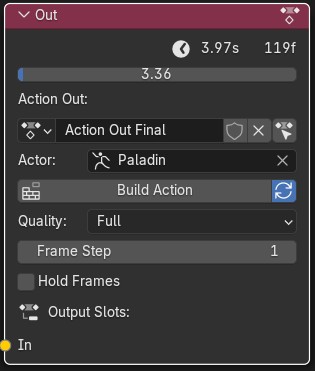 Out
3.97s 119f
3.36
Action Out:
Action Out Final
Actor: Paladin
Build Action
Quality: Full
Frame Step 1
Hold Frames
Output Slots:
In